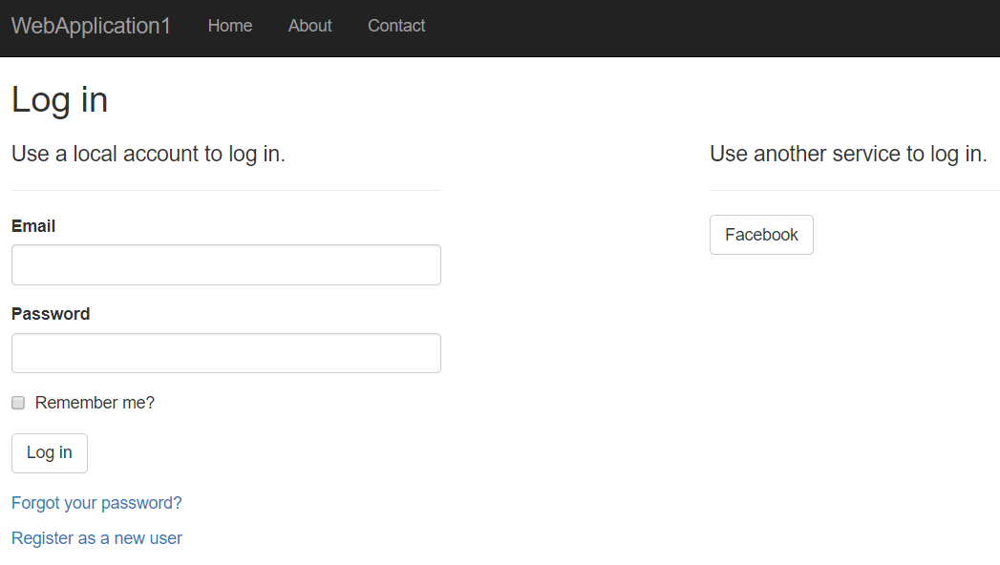 WebApplication1 Home About Contact
Log in
Use a local account to log in.
Email
Password
Remember me?
Log in
Forgot your password?
Register as a new user
Use another service to log in.
Facebook